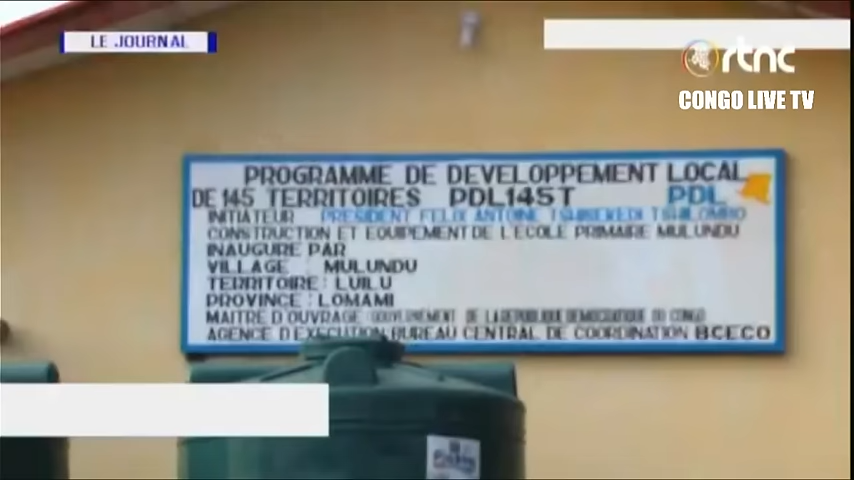 LE JOURNAL
rtnc
CONGO LIVE TV
PROGRAMME DE DEVELOPPEMENT LOCAL
DE 145 TERRITOIRES PDL145T PDL
INITIATEUR PRESIDENT FELIX ANTOINE TSHISEKEDI TSHILOMBO
CONSTRUCTION ET EQUIPEMENT DE L'ECOLE PRIMAIRE MULUNDU
INAUGURE PAR
VILLAGE : MULUNDU
TERRITOIRE : LUILU
PROVINCE : LOMAMI
MAITRE D'OUVRAGE : GOUVERNEMENT DE LA REPUBLIQUE DEMOCRATIQUE DU CONGO
AGENCE D'EXECUTION BUREAU CENTRAL DE COORDINATION BCECO